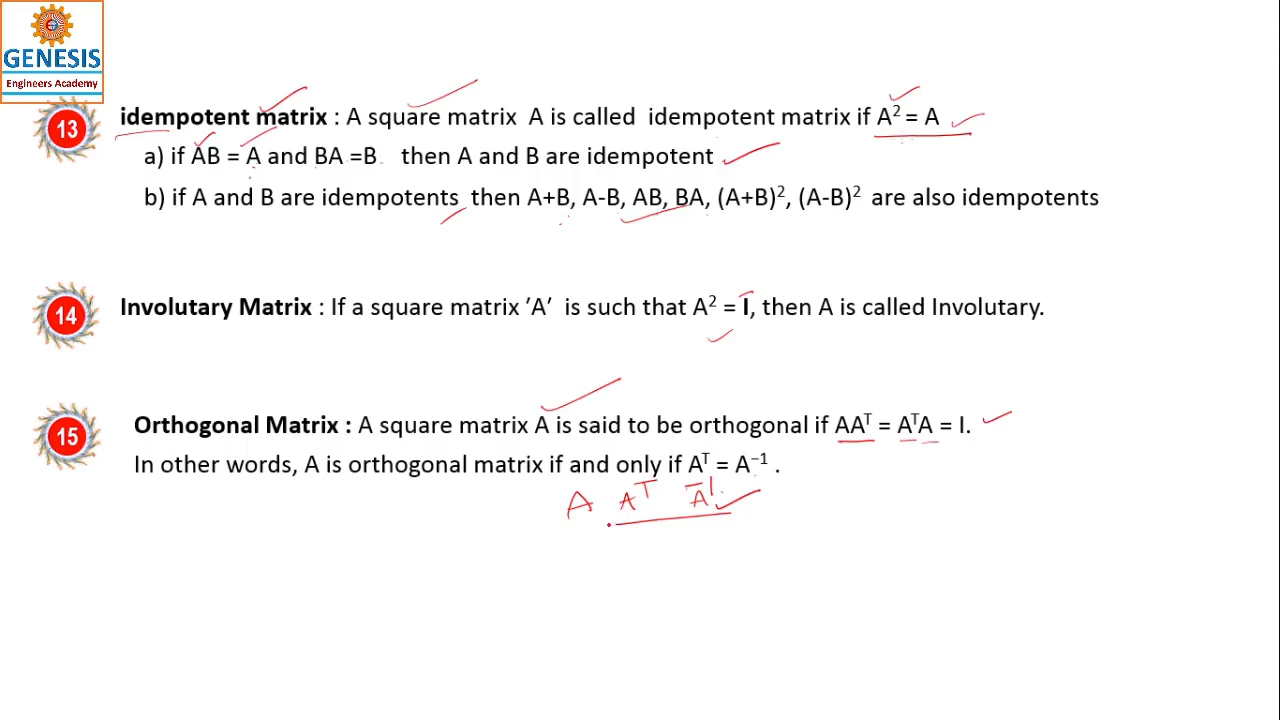 GENESIS
Engineers Academy
13
idempotent matrix : A square matrix A is called idempotent matrix if A² = A
a) if AB = A and BA =B then A and B are idempotent
b) if A and B are idempotents then A+B, A-B, AB, BA, (A+B)², (A-B)² are also idempotents
14
Involutary Matrix : If a square matrix ′A′ is such that A² = I, then A is called Involutary.
15
Orthogonal Matrix : A square matrix A is said to be orthogonal if AAᵀ = AᵀA = I.
In other words, A is orthogonal matrix if and only if Aᵀ = A⁻¹ .
A Aᵀ A⁻¹